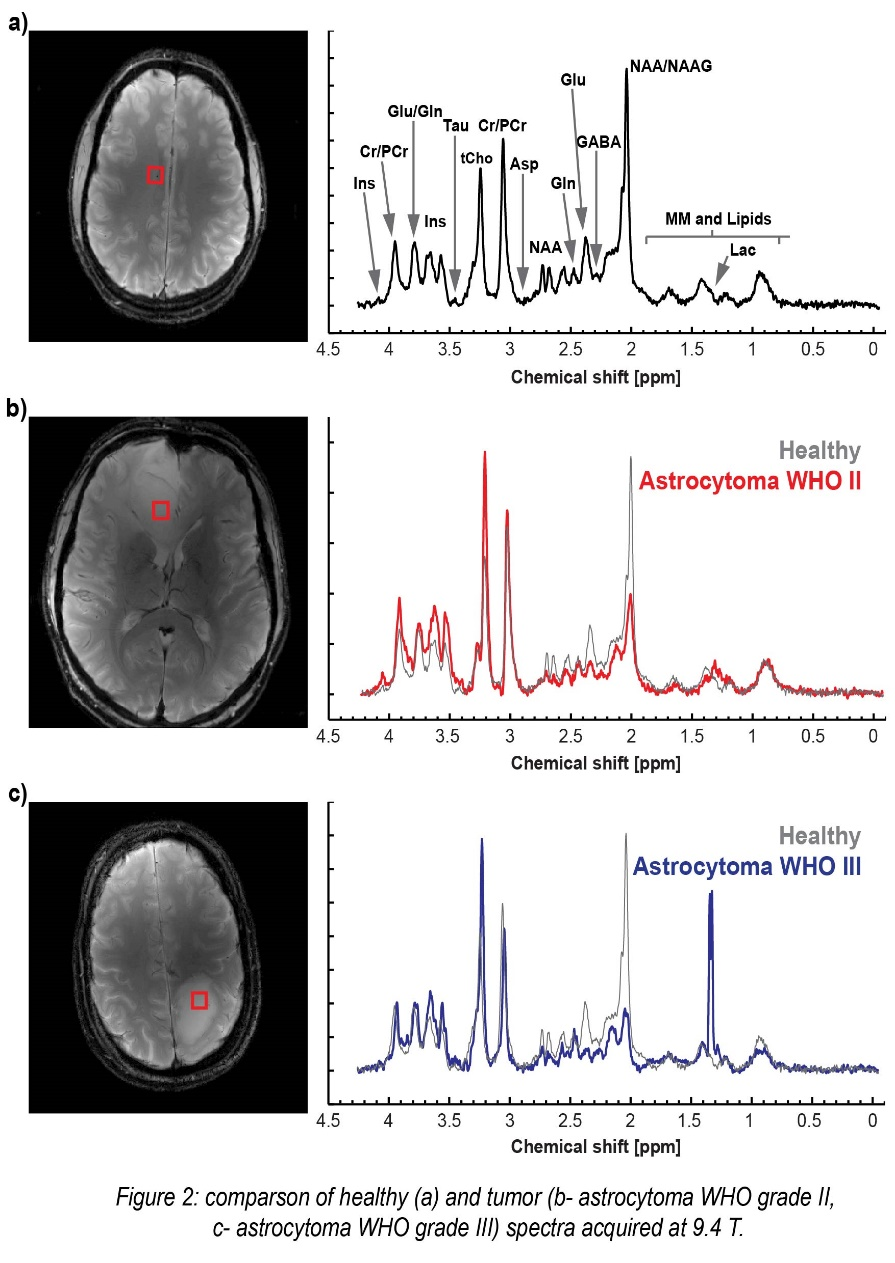 a)
NAA/NAAG
Glu
Glu/Gln
Tau
Cr/PCr
Cr/PCr
tCho
Asp
GABA
Ins
Gln
Ins
NAA
MM and Lipids
Lac
4.5 4 3.5 3 2.5 2 1.5 1 0.5 0
Chemical shift [ppm]
b)
Healthy
Astrocytoma WHO II
4.5 4 3.5 3 2.5 2 1.5 1 0.5 0
Chemical shift [ppm]
c)
Healthy
Astrocytoma WHO III
4.5 4 3.5 3 2.5 2 1.5 1 0.5 0
Chemical shift [ppm]
Figure 2: comparson of healthy (a) and tumor (b- astrocytoma WHO grade II,
c- astrocytoma WHO grade III) spectra acquired at 9.4 T.